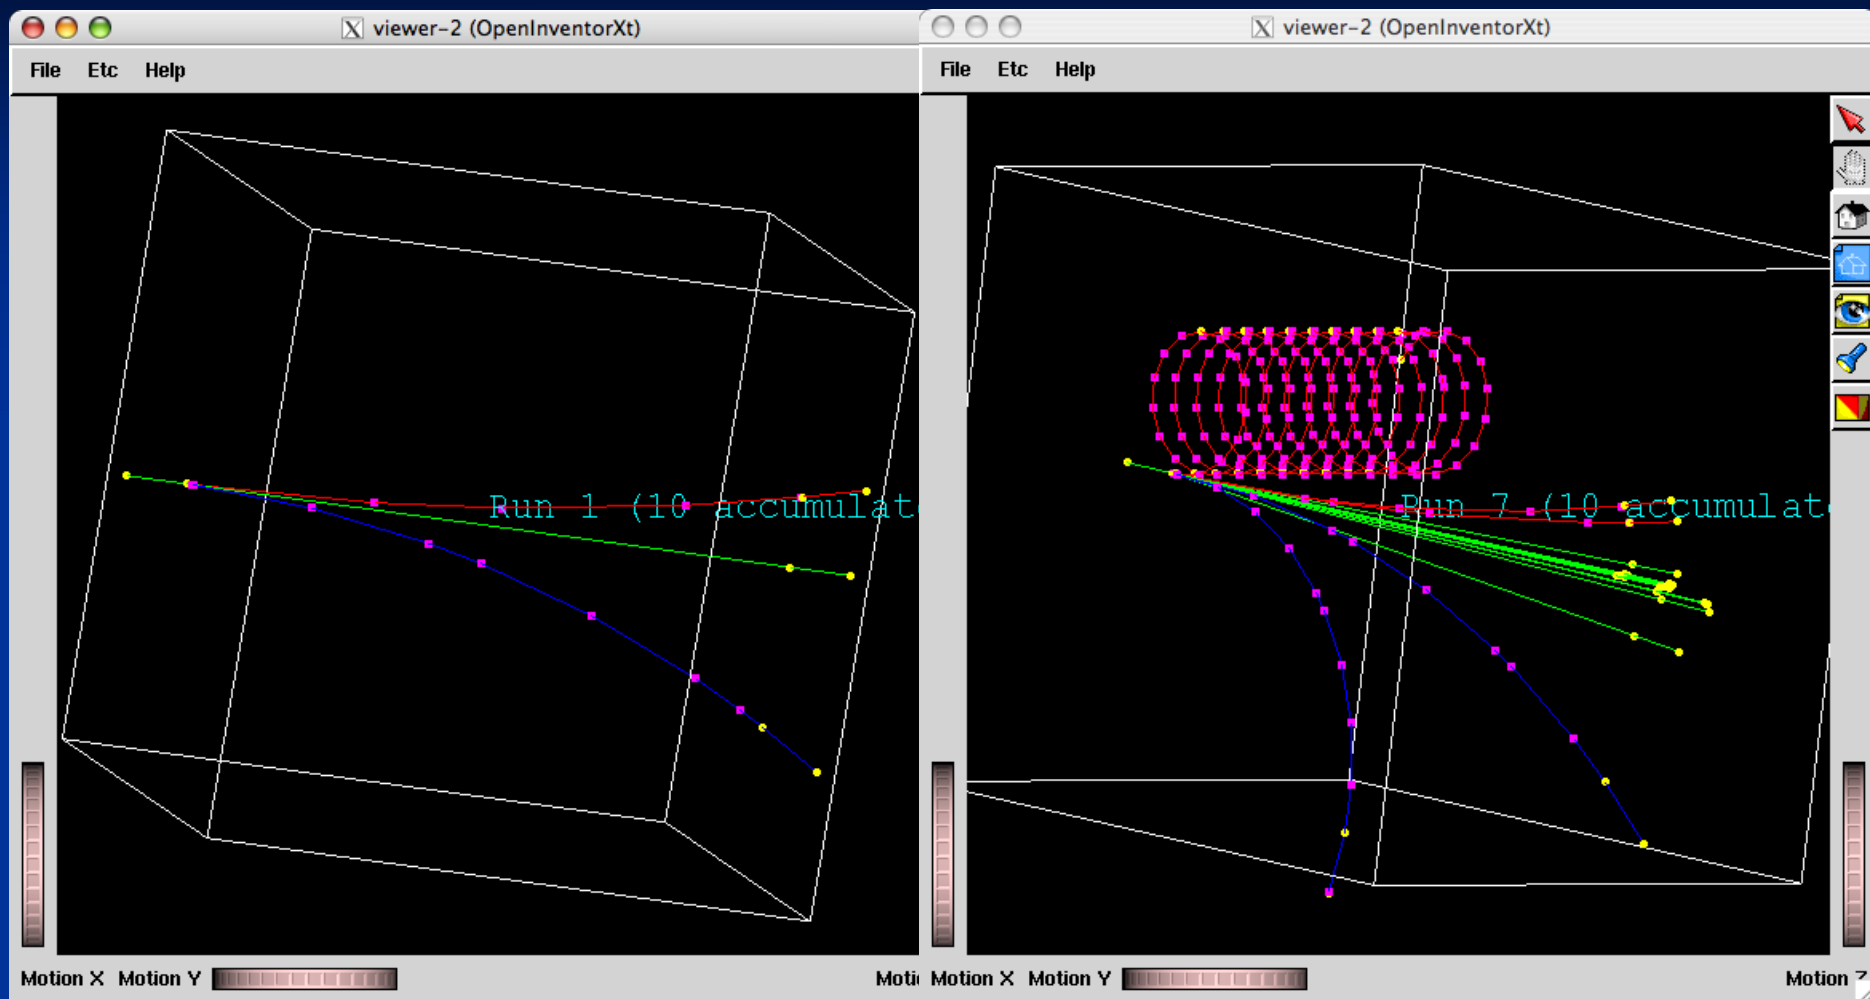 viewer-2 (OpenInventorXt)
File Etc Help
Run 1 (10 accumulat
Motion X Motion Y
viewer-2 (OpenInventorXt)
File Etc Help
Run 7 (10 accumulat
Motion X Motion Y
Motion Z